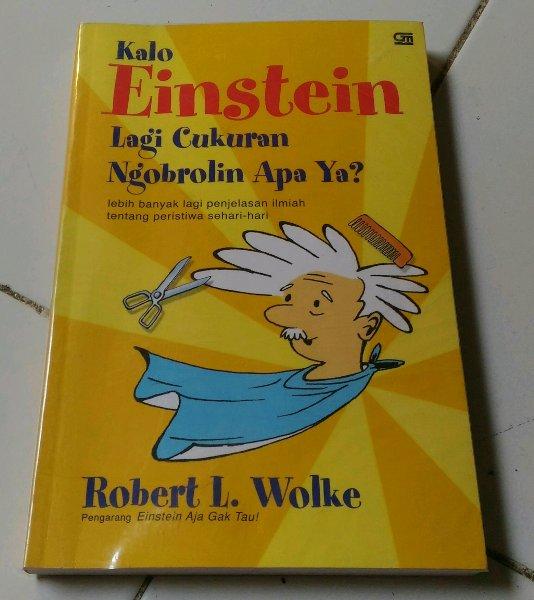 GM
Kalo
Einstein
Lagi Cukuran
Ngobrolin Apa Ya?
lebih banyak lagi penjelasan ilmiah
tentang peristiwa sehari-hari
Robert L. Wolke
Pengarang Einstein Aja Gak Tau!